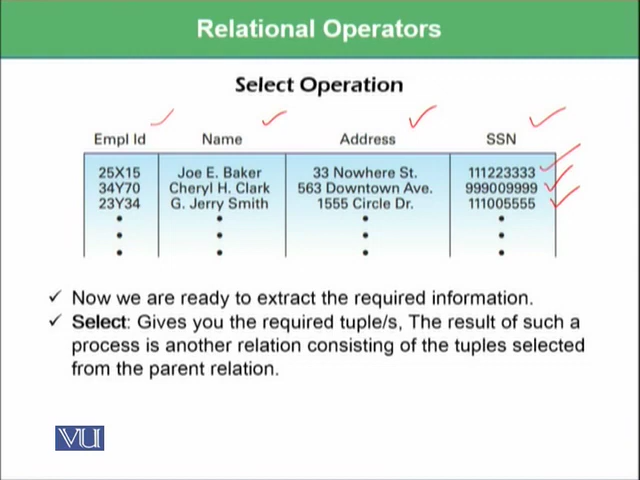 Relational Operators
Select Operation
Empl Id Name Address SSN
25X15 Joe E. Baker 33 Nowhere St. 111223333
34Y70 Cheryl H. Clark 563 Downtown Ave. 999009999
23Y34 G. Jerry Smith 1555 Circle Dr. 111005555
✓ Now we are ready to extract the required information.
✓ Select: Gives you the required tuple/s, The result of such a
process is another relation consisting of the tuples selected
from the parent relation.
VU